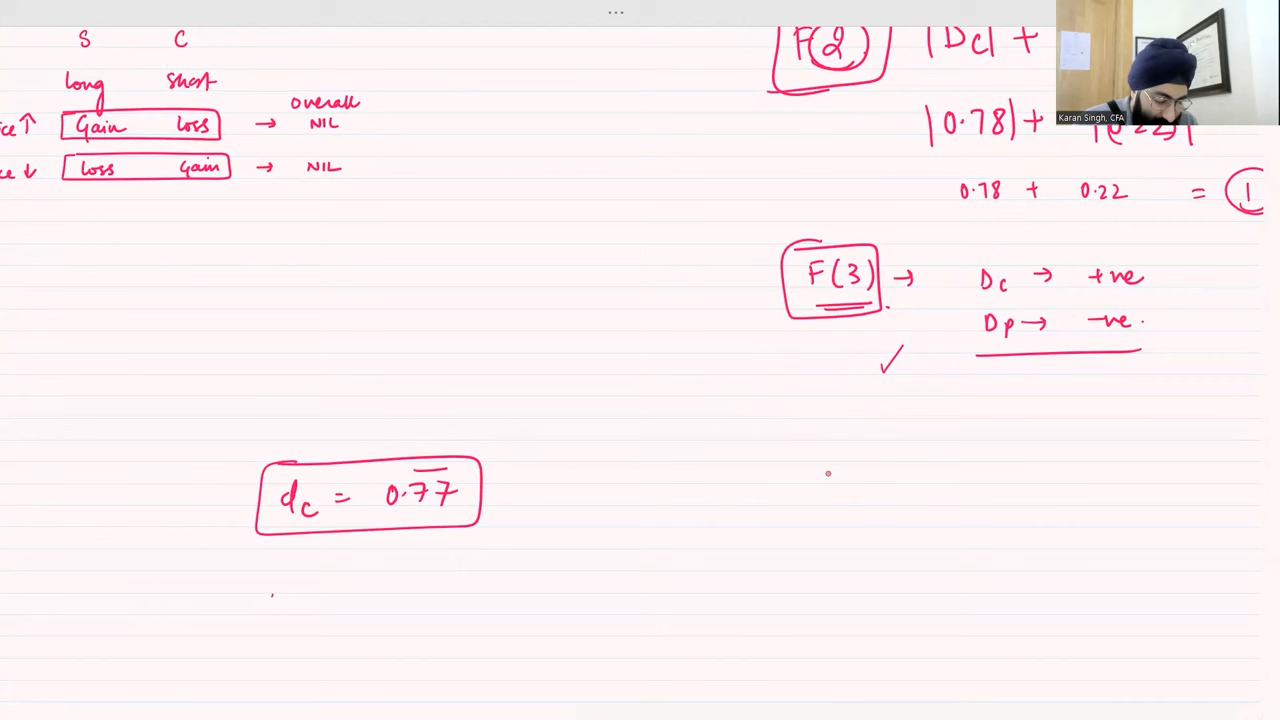 S C
long short
overall
ice ↑ Gain loss → NIL
ce ↓ loss Gain → NIL
F(2) |Dc| +
|0.78| +
0.78 + 0.22 = 1
F(3) → Dc → +ve
Dp → -ve.
dc = 0.77
Karan Singh, CFA